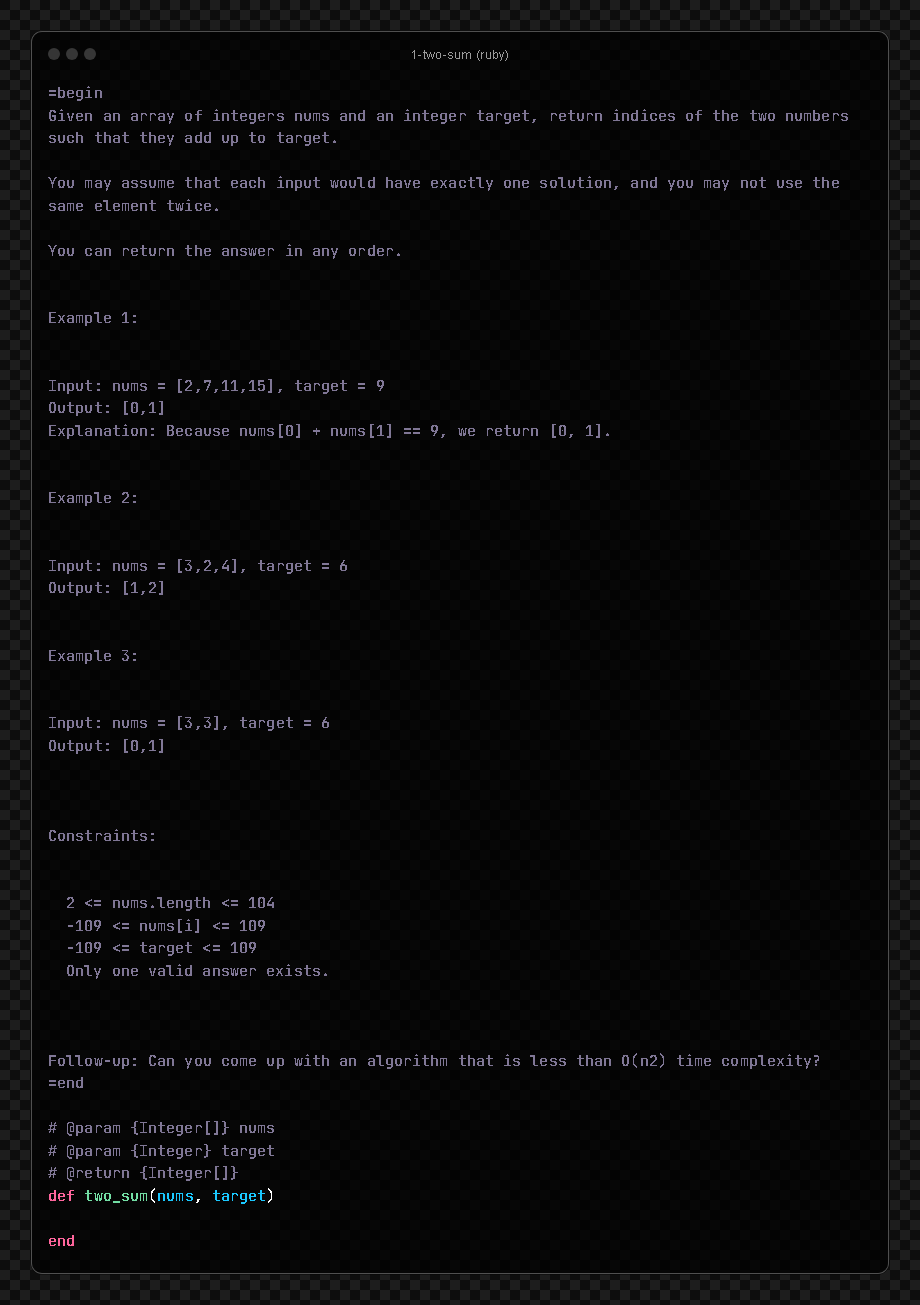 1-two-sum (ruby)
=begin
Given an array of integers nums and an integer target, return indices of the two numbers
such that they add up to target.
You may assume that each input would have exactly one solution, and you may not use the
same element twice.
You can return the answer in any order.
Example 1:
Input: nums = [2,7,11,15], target = 9
Output: [0,1]
Explanation: Because nums[0] + nums[1] == 9, we return [0, 1].
Example 2:
Input: nums = [3,2,4], target = 6
Output: [1,2]
Example 3:
Input: nums = [3,3], target = 6
Output: [0,1]
Constraints:
2 <= nums.length <= 104
-109 <= nums[i] <= 109
-109 <= target <= 109
Only one valid answer exists.
Follow-up: Can you come up with an algorithm that is less than O(n2) time complexity?
=end
# @param {Integer[]} nums
# @param {Integer} target
# @return {Integer[]}
def two_sum(nums, target)
end